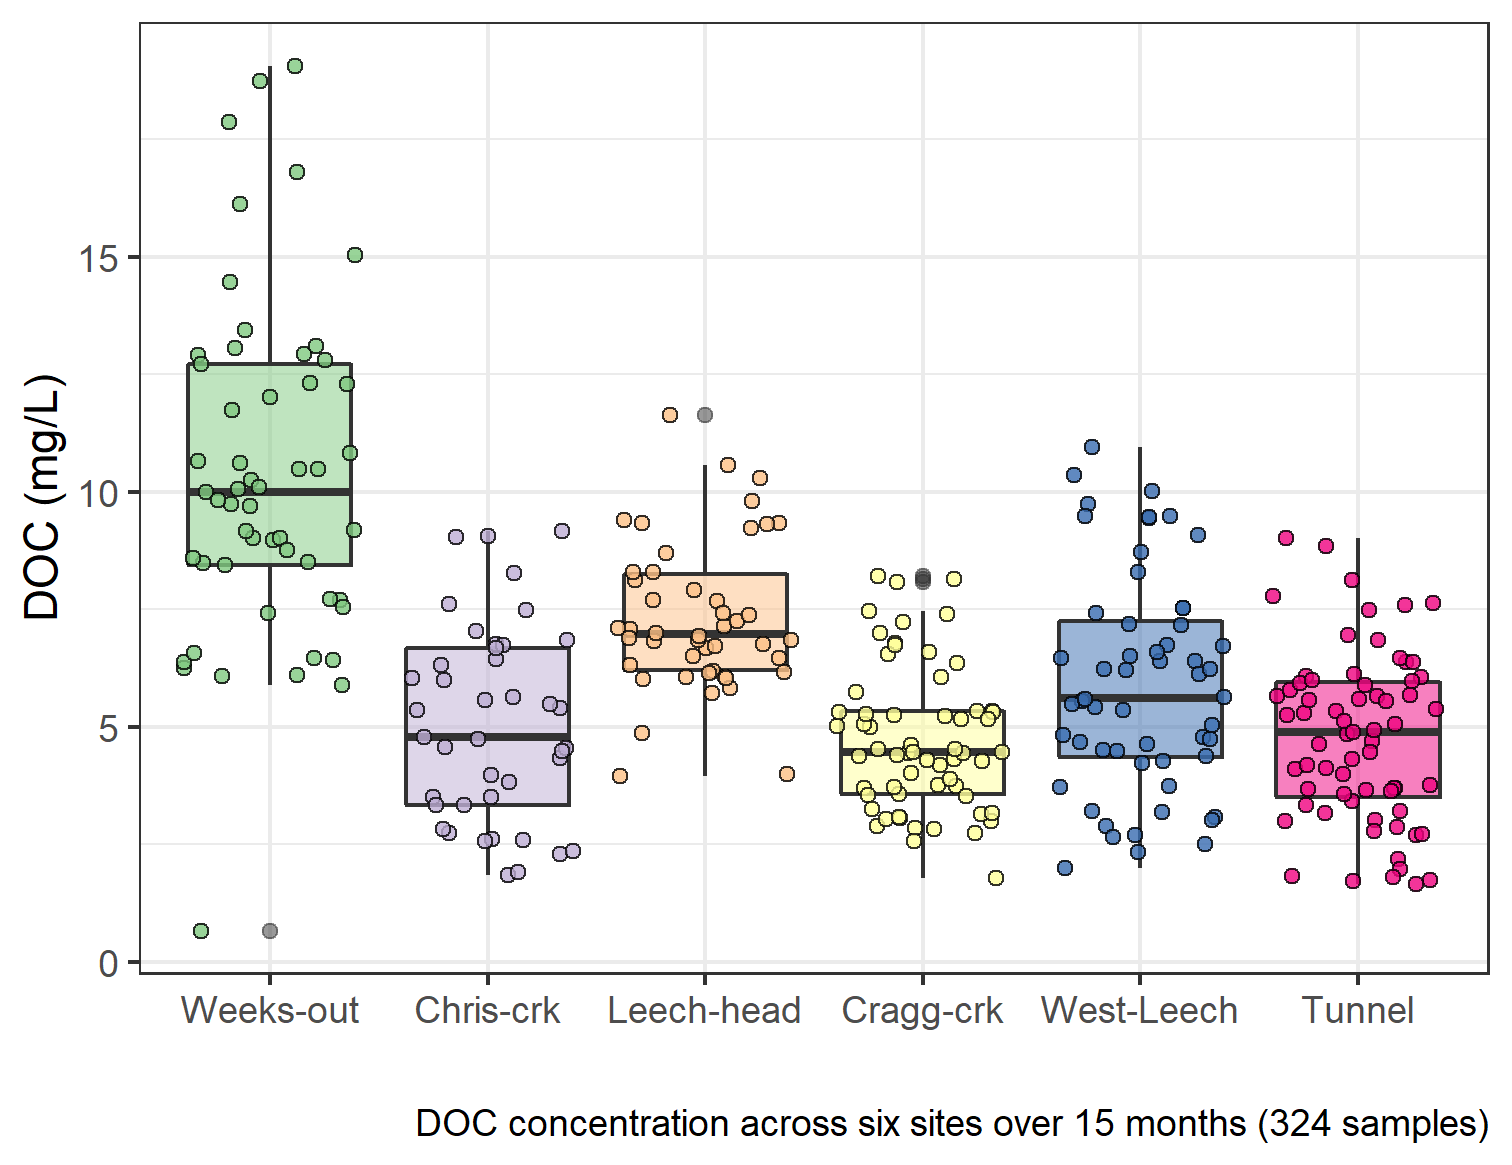 DOC (mg/L)
15
10
5
0
Weeks-out Chris-crk Leech-head Cragg-crk West-Leech Tunnel
DOC concentration across six sites over 15 months (324 samples)